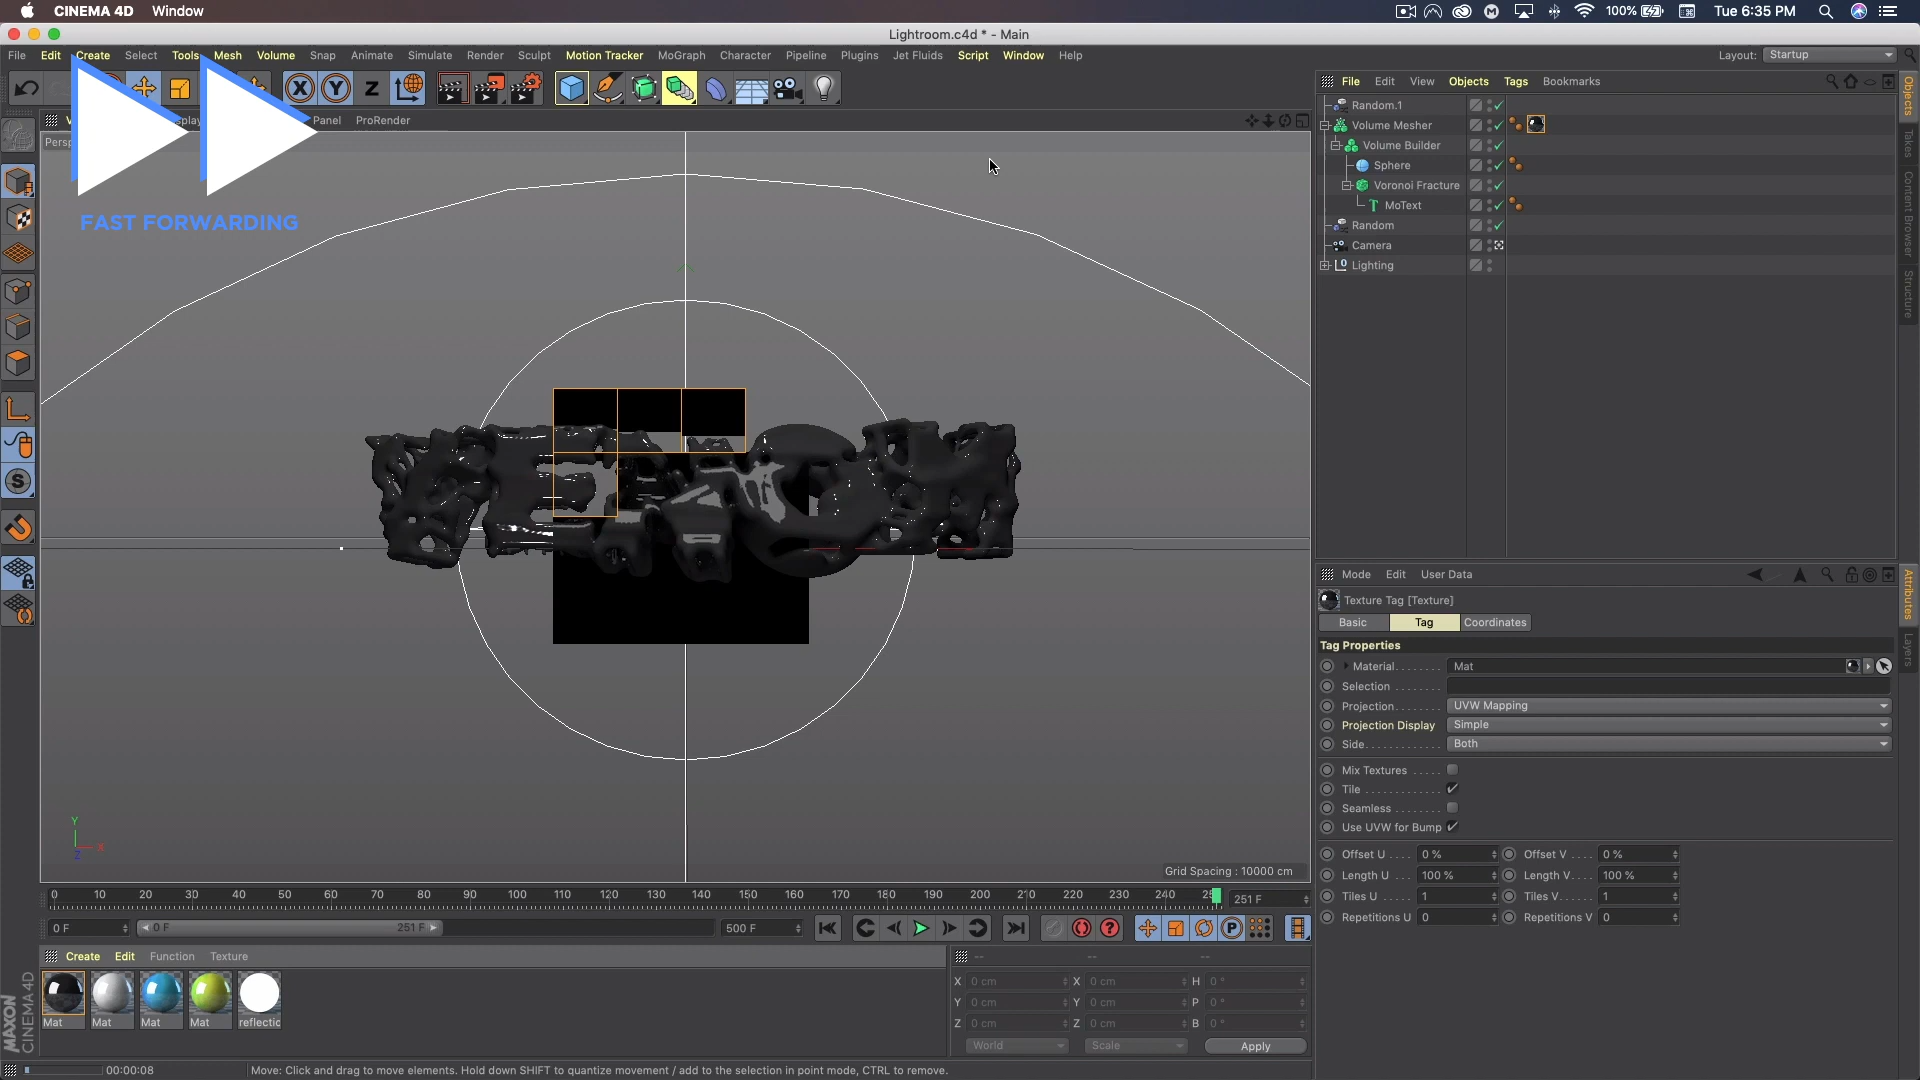 CINEMA 4D Window
100% Tue 6:35 PM
Lightroom.c4d * - Main
File Edit Create Select Tools Mesh Volume Snap Animate Simulate Render Sculpt Motion Tracker MoGraph Character Pipeline Plugins Jet Fluids Script Window Help
Layout: Startup
X Y Z
Panel ProRender
FAST FORWARDING
File Edit View Objects Tags Bookmarks
Random.1
Volume Mesher
Volume Builder
Sphere
Voronoi Fracture
MoText
Random
Camera
Lighting
Objects
Takes
Content Browser
Structure
Grid Spacing : 10000 cm
Mode Edit User Data
Texture Tag [Texture]
Basic Tag Coordinates
Tag Properties
Material Mat
Selection
Projection UVW Mapping
Projection Display Simple
Side Both
Mix Textures
Tile
Seamless
Use UVW for Bump
Offset U 0 % Offset V 0 %
Length U 100 % Length V 100 %
Tiles U 1 Tiles V 1
Repetitions U 0 Repetitions V 0
Attributes
Layers
Y
X
Z
0 10 20 30 40 50 60 70 80 90 100 110 120 130 140 150 160 170 180 190 200 210 220 230 240 251 F
0 F 0 F 251 F 500 F
Create Edit Function Texture
Mat Mat Mat Mat reflectic
-- -- --
X 0 cm X 0 cm H 0 °
Y 0 cm Y 0 cm P 0 °
Z 0 cm Z 0 cm B 0 °
World Scale Apply
MAXON
CINEMA 4D
00:00:08 Move: Click and drag to move elements. Hold down SHIFT to quantize movement / add to the selection in point mode, CTRL to remove.